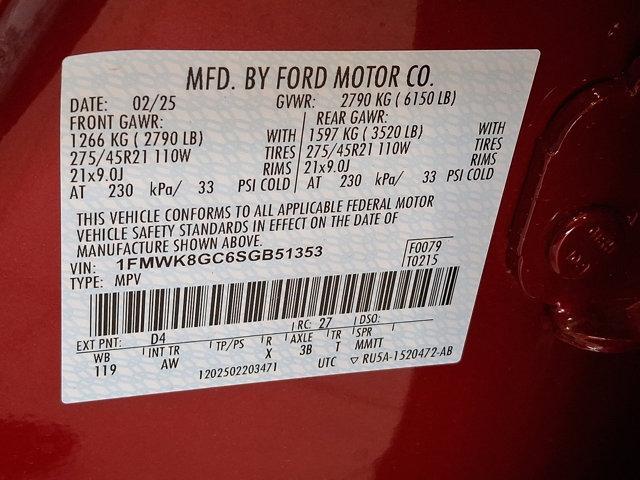 MFD. BY FORD MOTOR CO.
DATE: 02/25 GVWR: 2790 KG ( 6150 LB)
FRONT GAWR: REAR GAWR:
1266 KG ( 2790 LB) WITH 1597 KG ( 3520 LB) WITH
275/45R21 110W TIRES 275/45R21 110W TIRES
21x9.0J RIMS 21x9.0J RIMS
AT 230 kPa/ 33 PSI COLD AT 230 kPa/ 33 PSI COLD
THIS VEHICLE CONFORMS TO ALL APPLICABLE FEDERAL MOTOR
VEHICLE SAFETY STANDARDS IN EFFECT ON THE DATE OF
MANUFACTURE SHOWN ABOVE.
VIN: 1FMWK8GC6SGB51353 F0079
TYPE: MPV T0215
EXT PNT: D4 RC: 27 DSO:
WB INT TR TP/PS R AXLE TR SPR
119 AW X 3B T MMTT
1202502203471 UTC ▽ RU5A-1520472-AB